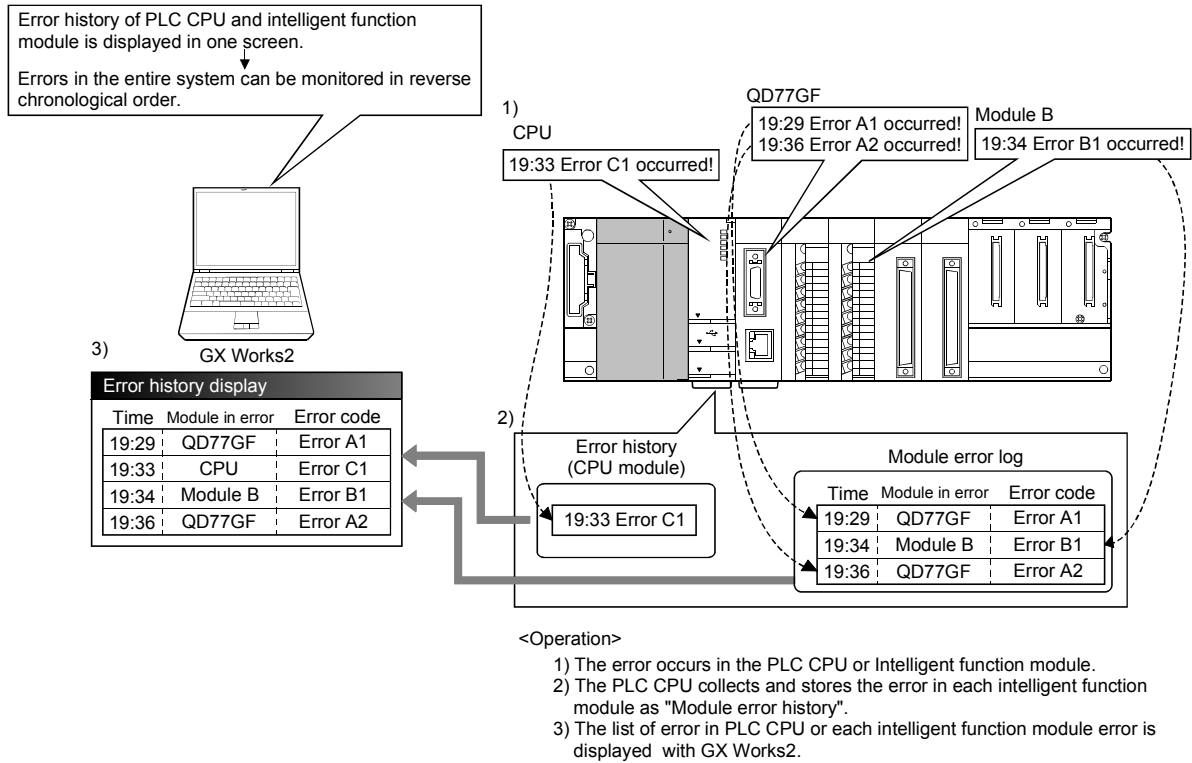 Error history of PLC CPU and intelligent function
module is displayed in one screen.
Errors in the entire system can be monitored in reverse
chronological order.
1)
CPU
19:33 Error C1 occurred!
QD77GF
19:29 Error A1 occurred!
19:36 Error A2 occurred!
Module B
19:34 Error B1 occurred!
GX Works2
3)
Error history display
Time Module in error Error code
19:29 QD77GF Error A1
19:33 CPU Error C1
19:34 Module B Error B1
19:36 QD77GF Error A2
2)
Error history
(CPU module)
19:33 Error C1
Module error log
Time Module in error Error code
19:29 QD77GF Error A1
19:34 Module B Error B1
19:36 QD77GF Error A2
<Operation>
1) The error occurs in the PLC CPU or Intelligent function module.
2) The PLC CPU collects and stores the error in each intelligent function
module as "Module error history".
3) The list of error in PLC CPU or each intelligent function module error is
displayed with GX Works2.